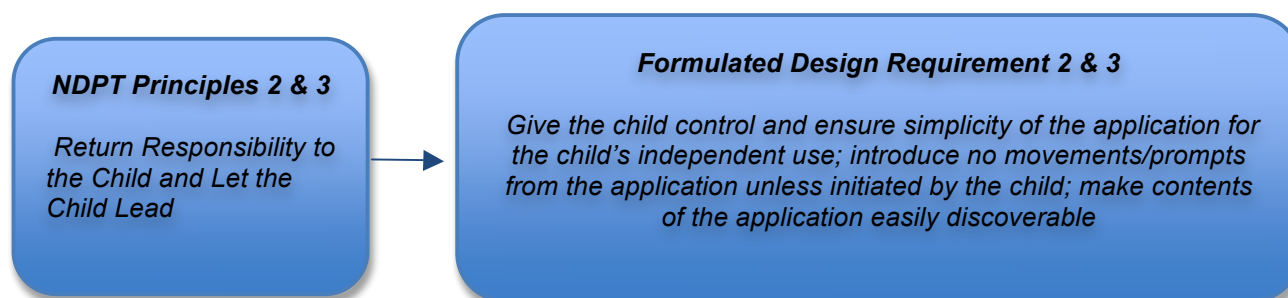 NDPT Principles 2 & 3
Return Responsibility to
the Child and Let the
Child Lead
Formulated Design Requirement 2 & 3
Give the child control and ensure simplicity of the application for
the child's independent use; introduce no movements/prompts
from the application unless initiated by the child; make contents
of the application easily discoverable